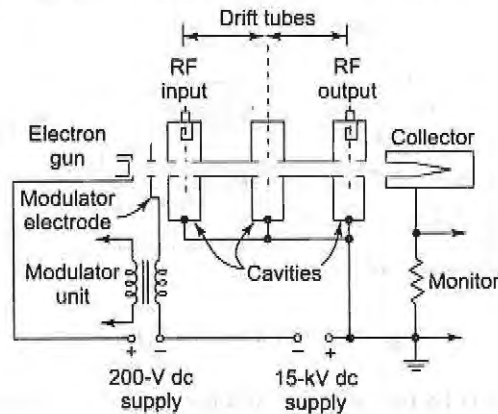 Drift tubes
RF
input
RF
output
Electron
gun
Collector
Modulator
electrode
Modulator
unit
Cavities
Monitor
+ −
− +
200-V dc
supply
15-kV dc
supply